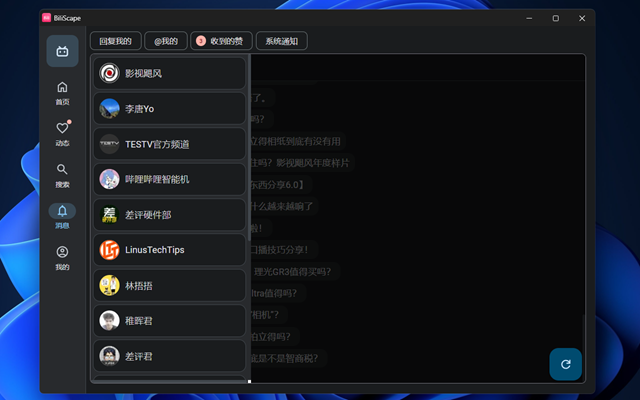 BiliScape
回复我的
@我的
3
收到的赞
系统通知
首页
动态
搜索
消息
我的
影视飓风
李唐Yo
TESTV官方频道
哔哩哔哩智能机
差评硬件部
LinusTechTips
林捂捂
稚晖君
差评君
了。
吗?
立得相纸到底有没有用
住吗？影视飓风年度样片
东西分享6.0】
什么越来越嗨了
啦!
口播技巧分享！
理光GR3值得买吗？
ltra值得吗?
“相机”？
拍立得吗？
底是不是智商税？